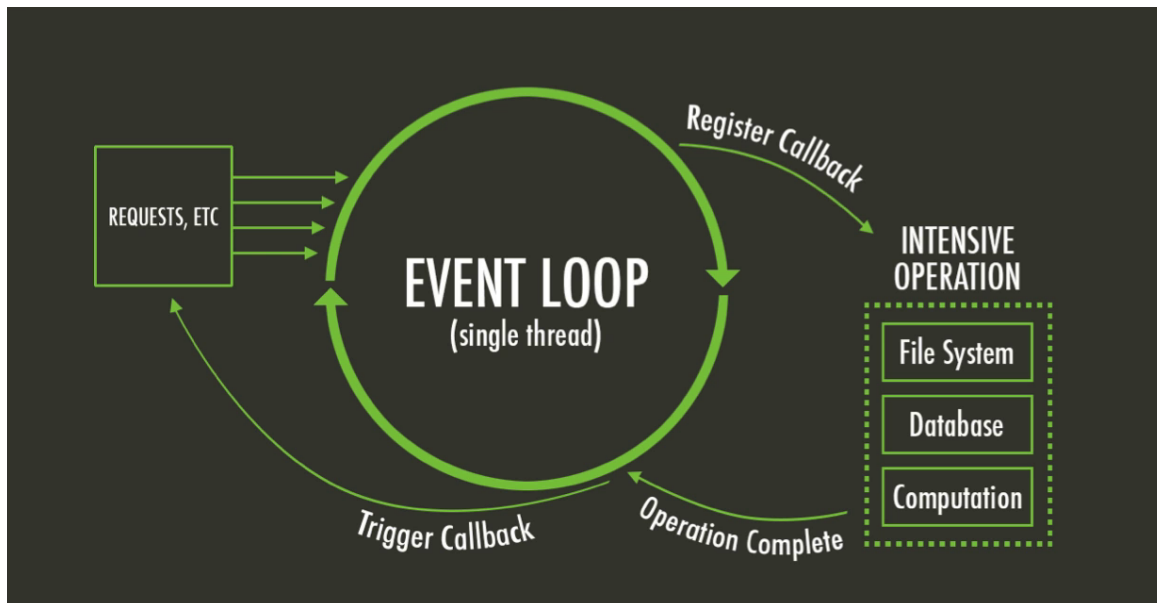 REQUESTS, ETC
EVENT LOOP
(single thread)
Register Callback
INTENSIVE
OPERATION
File System
Database
Computation
Operation Complete
Trigger Callback